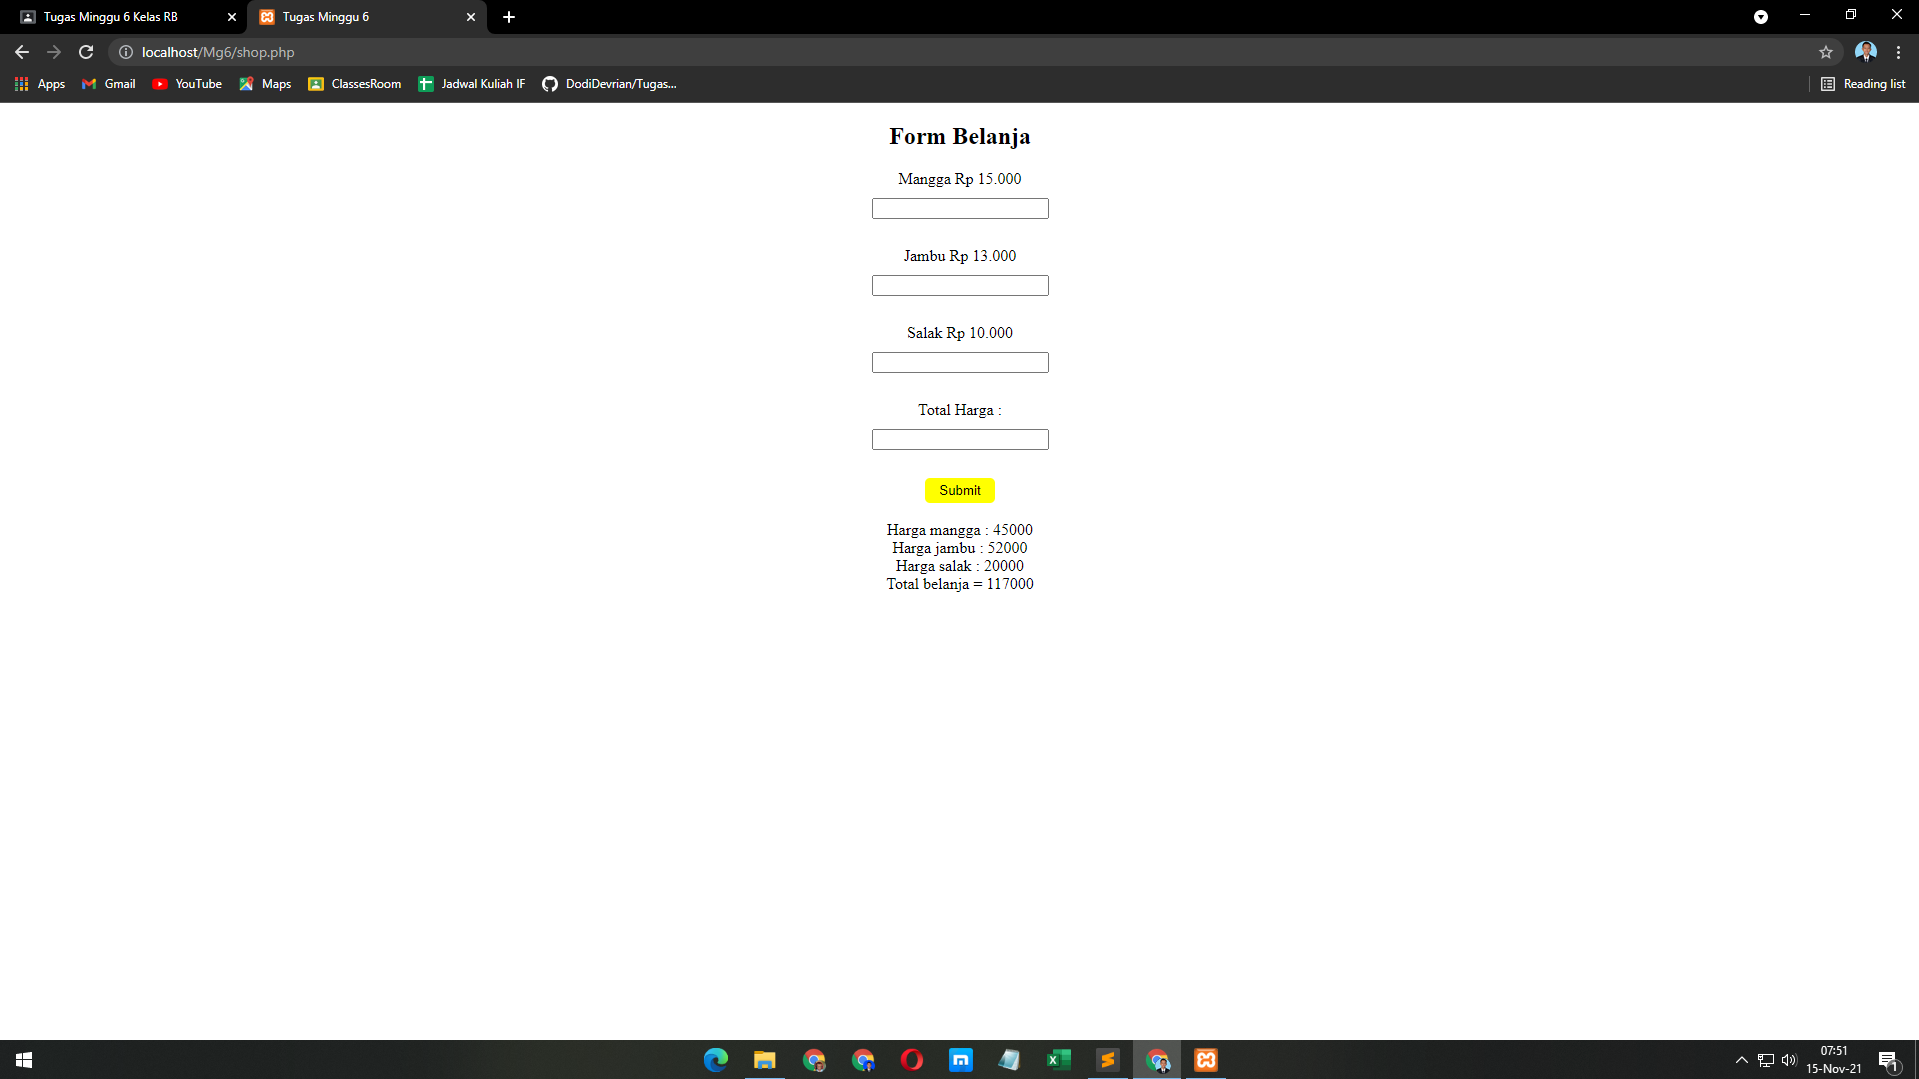 Tugas Minggu 6 Kelas RB
Tugas Minggu 6
localhost/Mg6/shop.php
Apps Gmail YouTube Maps ClassesRoom Jadwal Kuliah IF DodiDevrian/Tugas... Reading list
Form Belanja
Mangga Rp 15.000
Jambu Rp 13.000
Salak Rp 10.000
Total Harga :
Submit
Harga mangga : 45000
Harga jambu : 52000
Harga salak : 20000
Total belanja = 117000
07:51
15-Nov-21
1